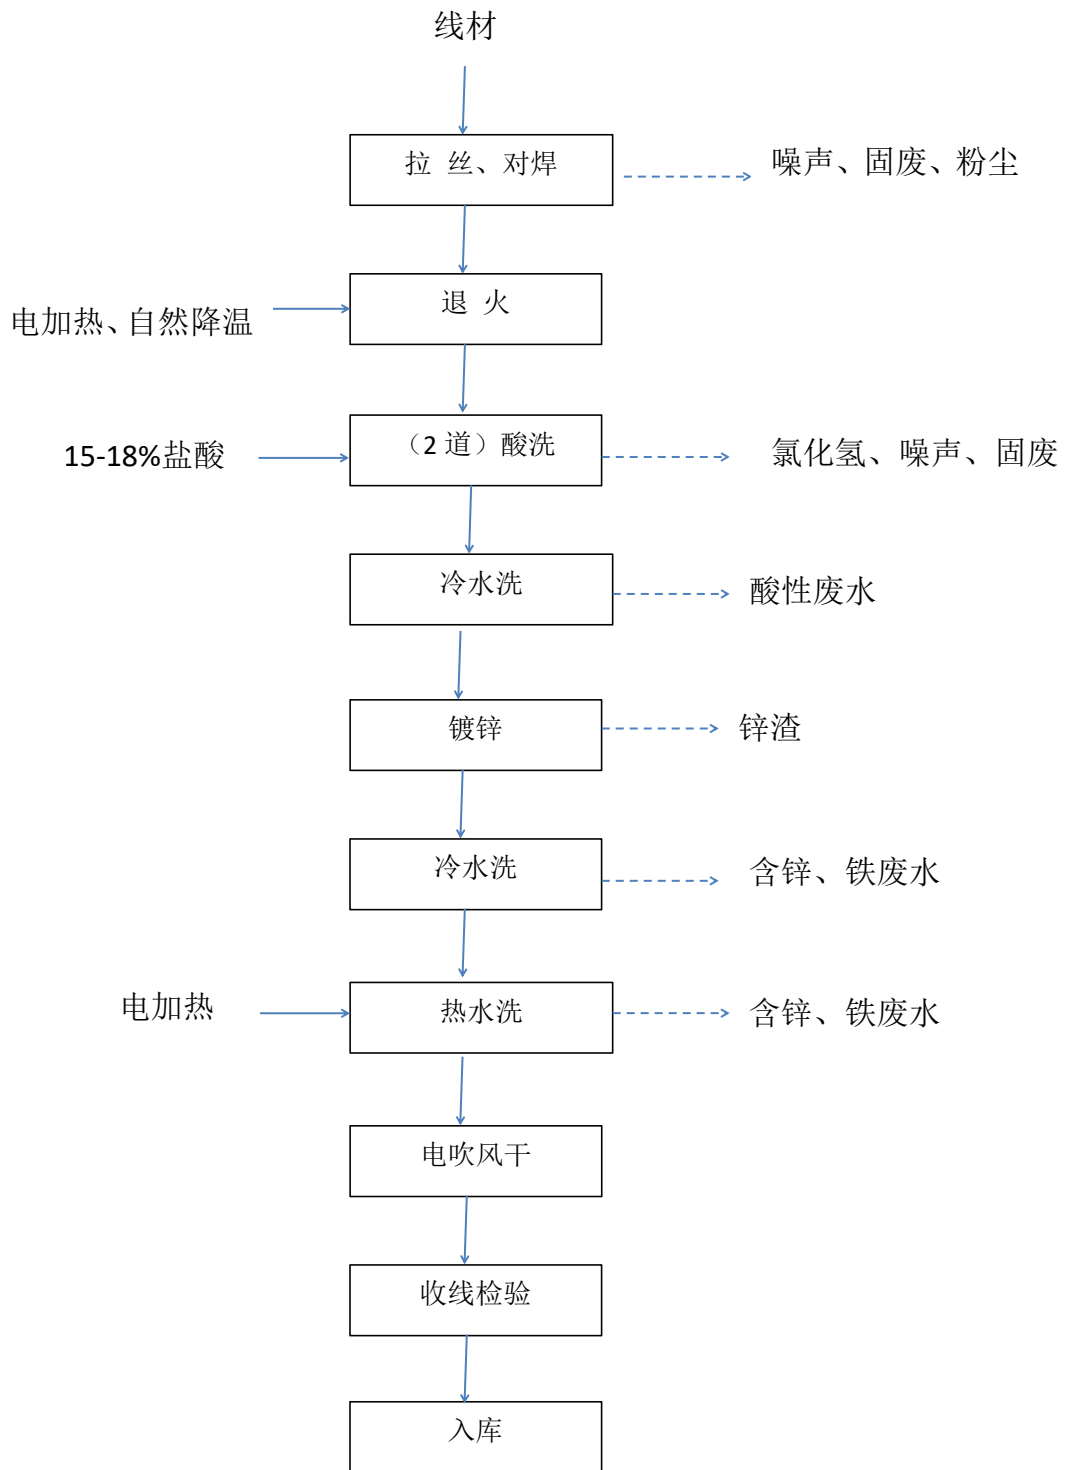 线材
拉 丝、对焊
噪声、固废、粉尘
退 火
电加热、自然降温
15-18%盐酸
（2 道）酸洗
氯化氢、噪声、固废
冷水洗
酸性废水
镀锌
锌渣
冷水洗
含锌、铁废水
电加热
热水洗
含锌、铁废水
电吹风干
收线检验
入库